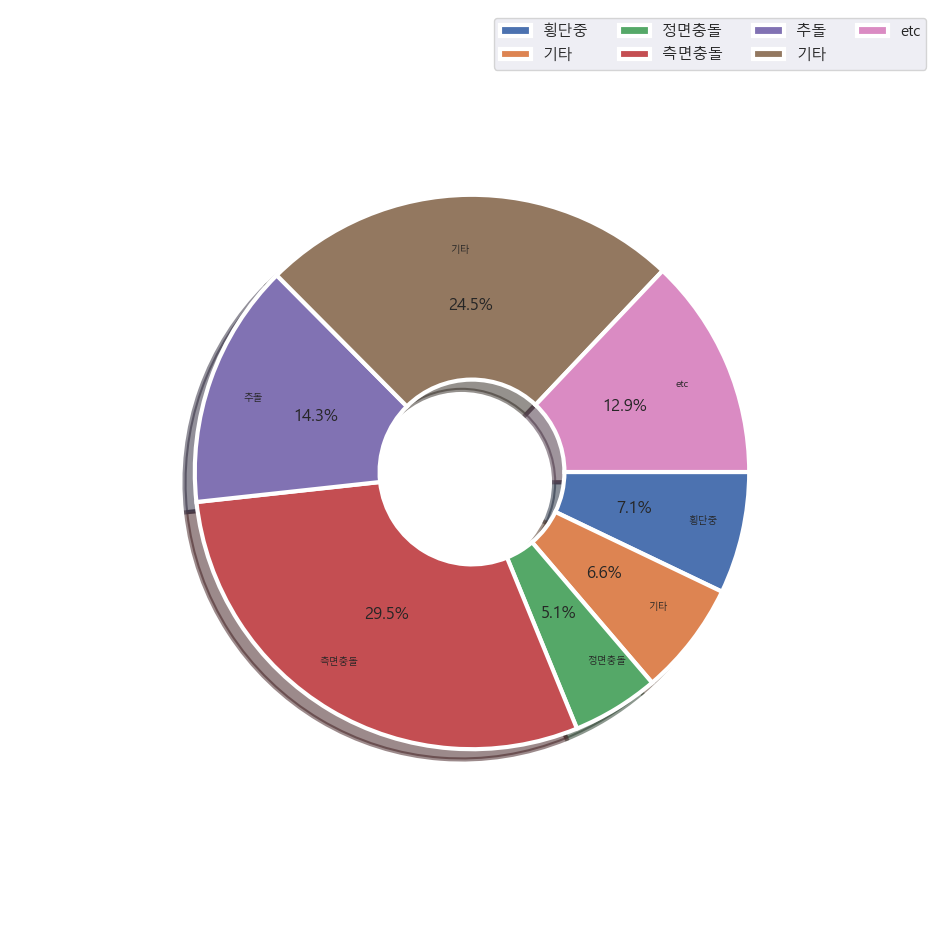 횡단중 정면충돌 추돌 etc
기타 측면충돌 기타
기타
24.5%
etc
12.9%
추돌
14.3%
7.1%
횡단중
6.6%
기타
5.1%
29.5%
정면충돌
측면충돌